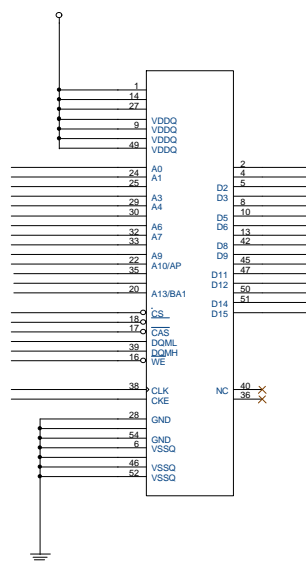 1
14
27
VDDQ
9
VDDQ
VDDQ
49
VDDQ
A0
24
A1
25
A3
29
A4
30
A6
32
A7
33
A9
22
A10/AP
35
20
A13/BA1
CS
18
17
CAS
DQML
39
DQMH
16
WE
38
CLK
CKE
28
GND
54
GND
6
VSSQ
46
VSSQ
52
VSSQ
2
4
D2
5
D3
8
D5
10
D6
13
D8
42
D9
45
D11
47
D12
50
D14
51
D15
NC
40
36